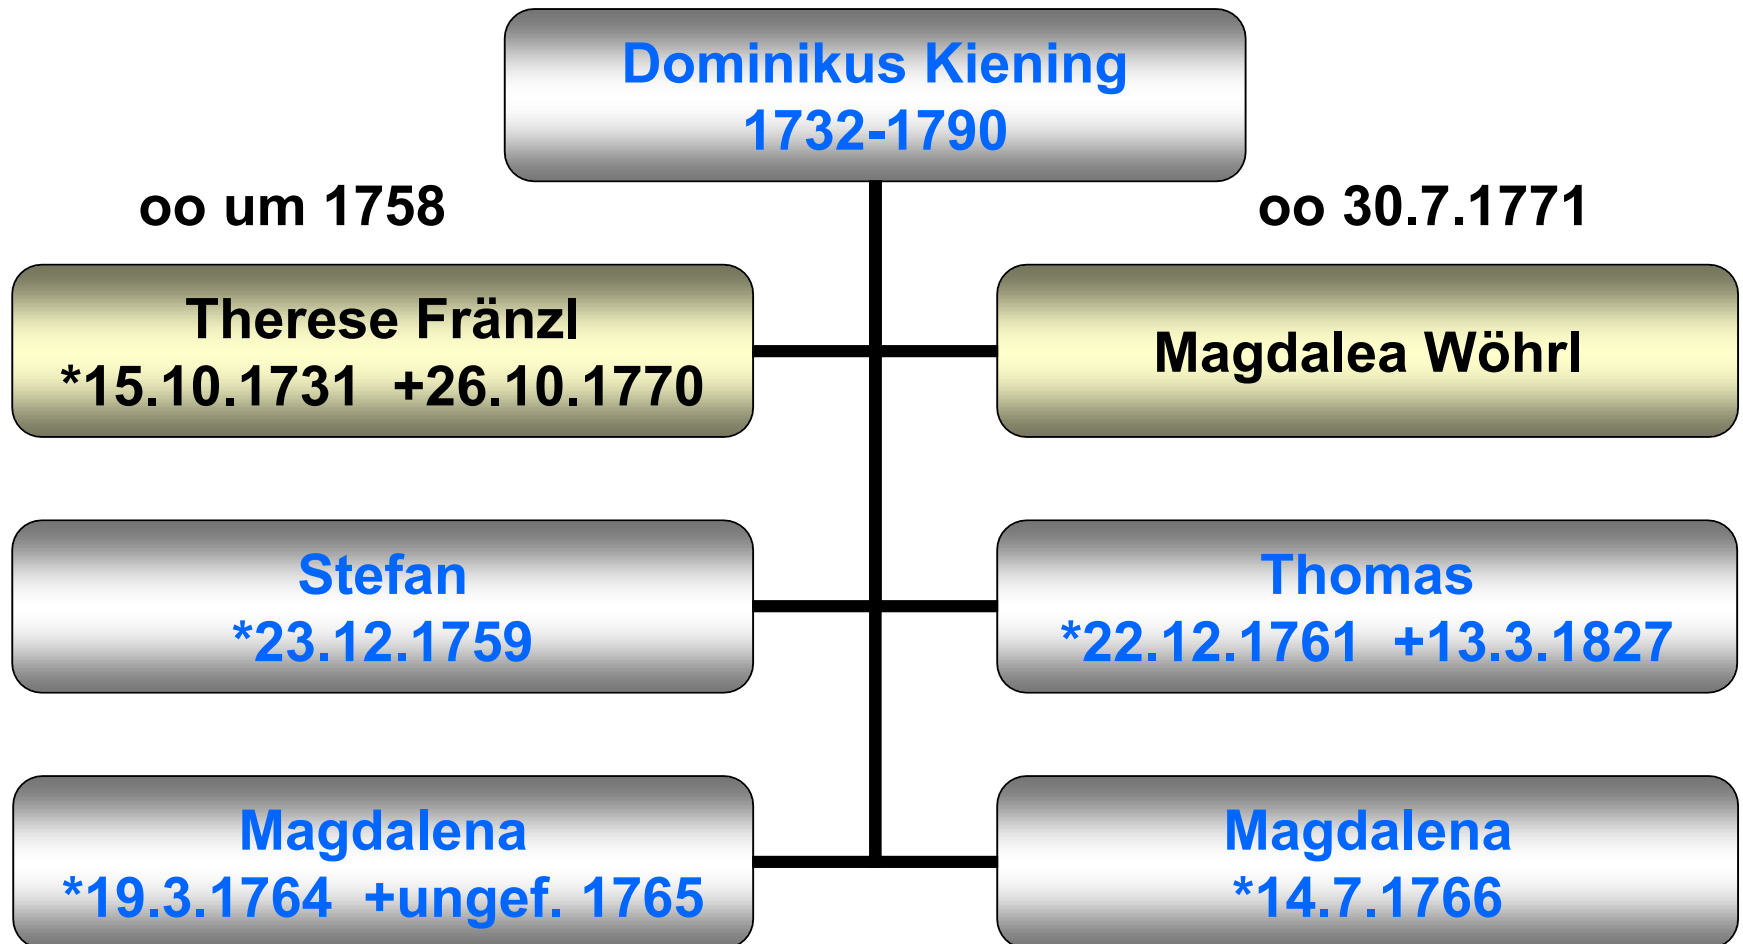 Dominikus Kiening
1732-1790
oo um 1758
oo 30.7.1771
Therese Fränzl
*15.10.1731 +26.10.1770
Magdalea Wöhrl
Stefan
*23.12.1759
Thomas
*22.12.1761 +13.3.1827
Magdalena
*19.3.1764 +ungef. 1765
Magdalena
*14.7.1766